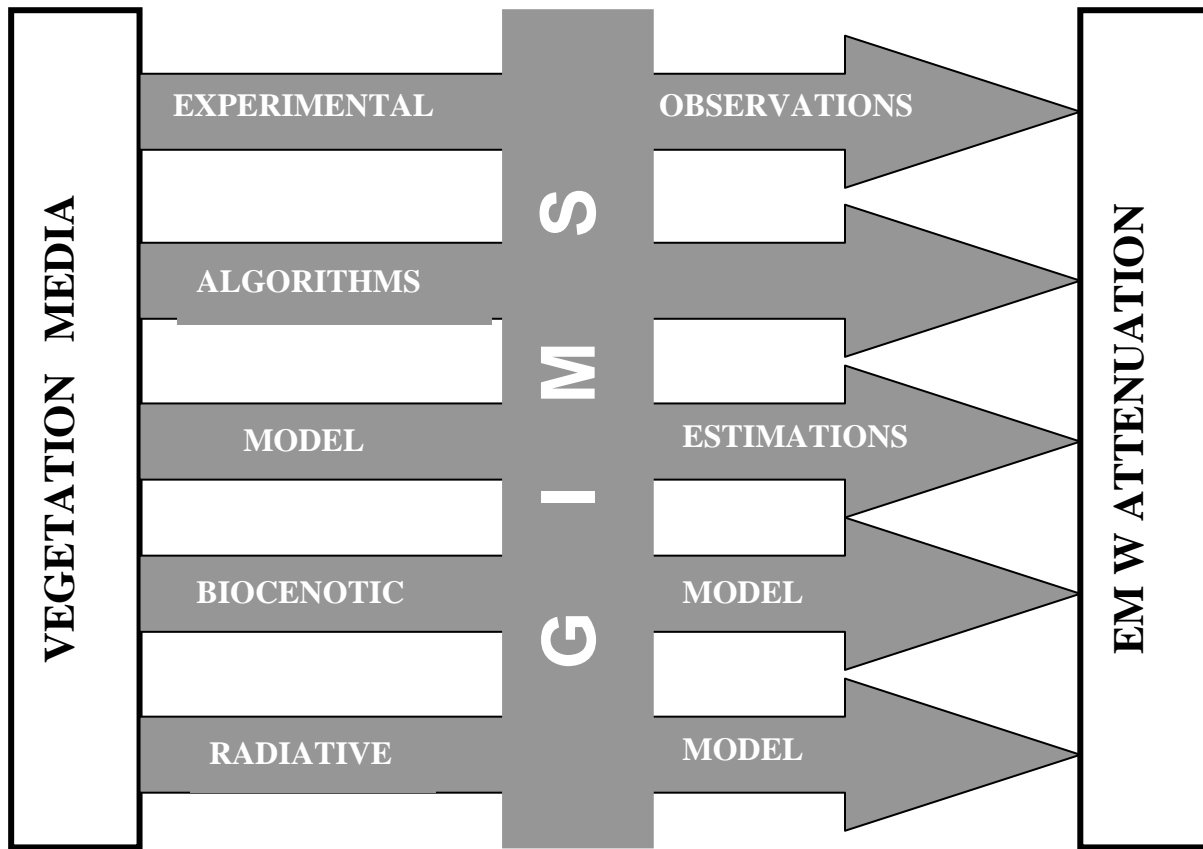 VEGETATION MEDIA
EXPERIMENTAL OBSERVATIONS
ALGORITHMS
MODEL ESTIMATIONS
BIOCENOTIC MODEL
RADIATIVE MODEL
GIMS
EM W ATTENUATION